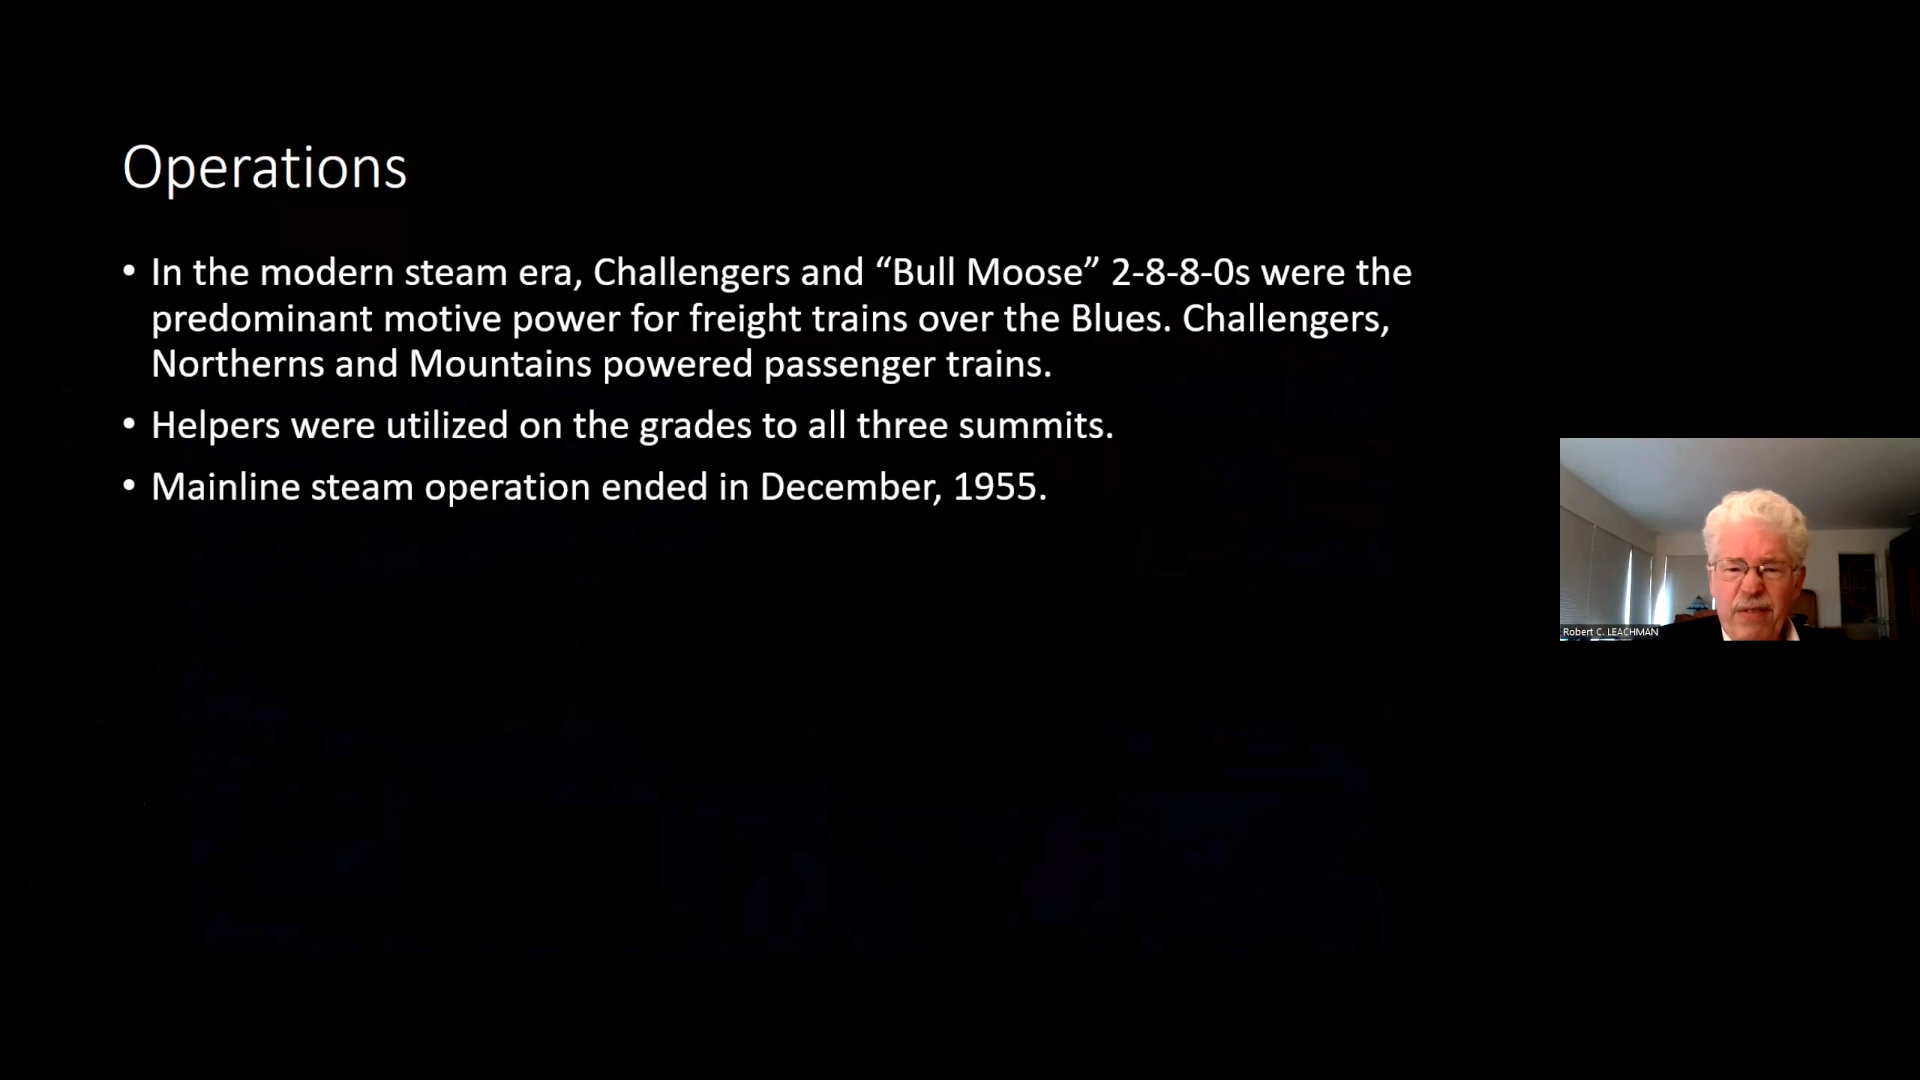 Operations
• In the modern steam era, Challengers and “Bull Moose” 2-8-8-0s were the
predominant motive power for freight trains over the Blues. Challengers,
Northerns and Mountains powered passenger trains.
• Helpers were utilized on the grades to all three summits.
• Mainline steam operation ended in December, 1955.
Robert C. LEACHMAN